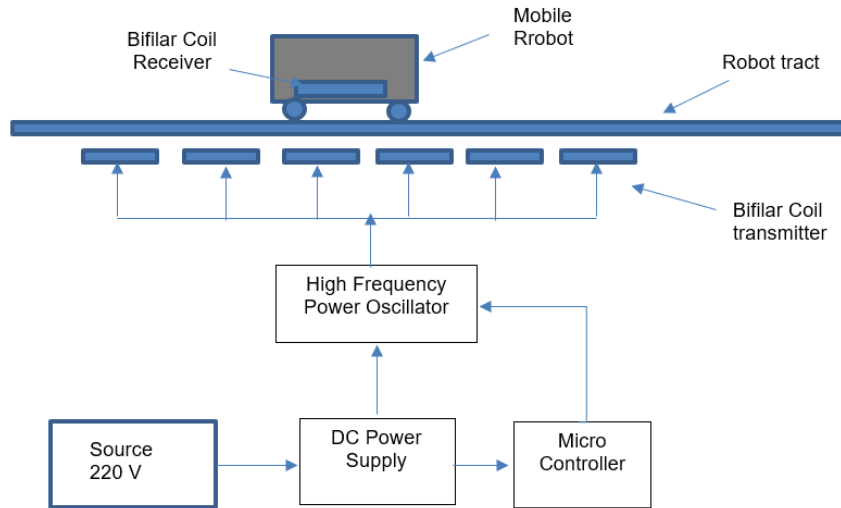 Bifilar Coil
Receiver
Mobile
Rrobot
Robot tract
Bifilar Coil
transmitter
High Frequency
Power Oscillator
Source
220 V
DC Power
Supply
Micro
Controller